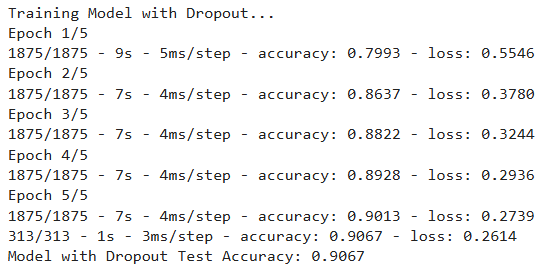 Training Model with Dropout...
Epoch 1/5
1875/1875 - 9s - 5ms/step - accuracy: 0.7993 - loss: 0.5546
Epoch 2/5
1875/1875 - 7s - 4ms/step - accuracy: 0.8637 - loss: 0.3780
Epoch 3/5
1875/1875 - 7s - 4ms/step - accuracy: 0.8822 - loss: 0.3244
Epoch 4/5
1875/1875 - 7s - 4ms/step - accuracy: 0.8928 - loss: 0.2936
Epoch 5/5
1875/1875 - 7s - 4ms/step - accuracy: 0.9013 - loss: 0.2739
313/313 - 1s - 3ms/step - accuracy: 0.9067 - loss: 0.2614
Model with Dropout Test Accuracy: 0.9067